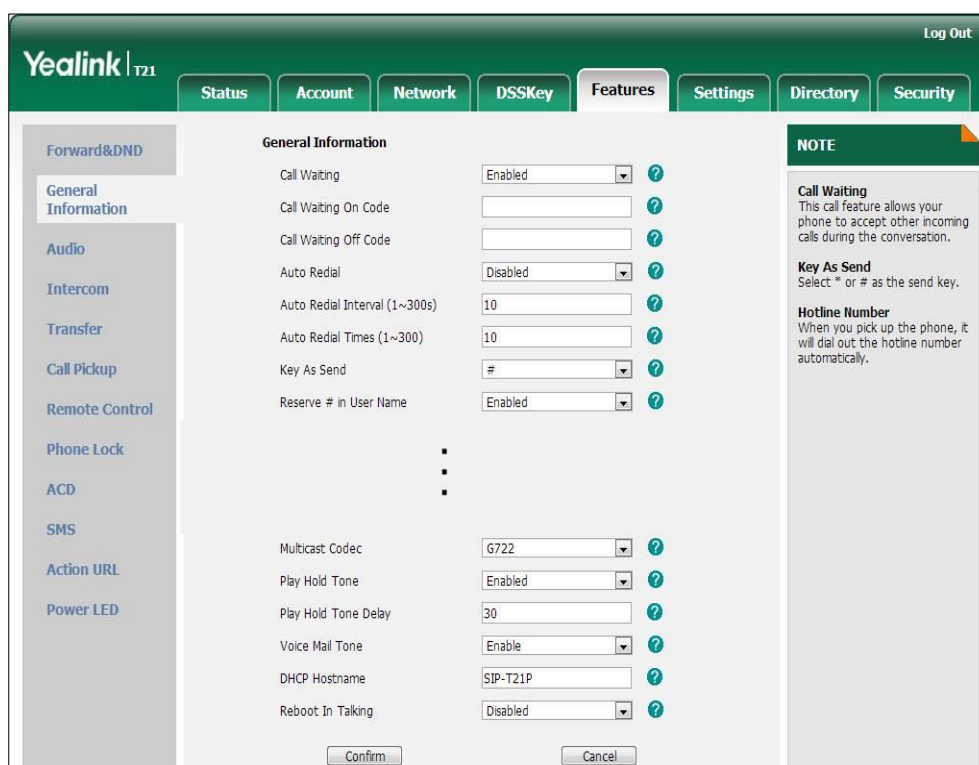 Log Out
Yealink T21
Status Account Network DSSKey Features Settings Directory Security
Forward&DND
General
Information
Audio
Intercom
Transfer
Call Pickup
Remote Control
Phone Lock
ACD
SMS
Action URL
Power LED
General Information
Call Waiting Enabled ?
Call Waiting On Code ?
Call Waiting Off Code ?
Auto Redial Disabled ?
Auto Redial Interval (1~300s) 10 ?
Auto Redial Times (1~300) 10 ?
Key As Send # ?
Reserve # in User Name Enabled ?
Multicast Codec G722 ?
Play Hold Tone Enabled ?
Play Hold Tone Delay 30 ?
Voice Mail Tone Enable ?
DHCP Hostname SIP-T21P ?
Reboot In Talking Disabled ?
Confirm Cancel
NOTE
Call Waiting
This call feature allows your
phone to accept other incoming
calls during the conversation.
Key As Send
Select * or # as the send key.
Hotline Number
When you pick up the phone, it
will dial out the hotline number
automatically.